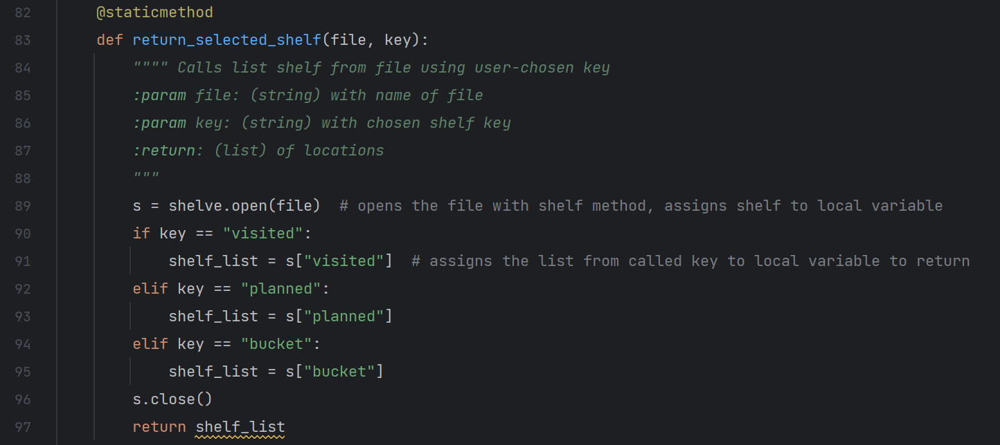 82 @staticmethod
83 def return_selected_shelf(file, key):
84 """" Calls list shelf from file using user-chosen key
85 :param file: (string) with name of file
86 :param key: (string) with chosen shelf key
87 :return: (list) of locations
88 """
89 s = shelve.open(file)  # opens the file with shelf method, assigns shelf to local variable
90 if key == "visited":
91 shelf_list = s["visited"]  # assigns the list from called key to local variable to return
92 elif key == "planned":
93 shelf_list = s["planned"]
94 elif key == "bucket":
95 shelf_list = s["bucket"]
96 s.close()
97 return shelf_list